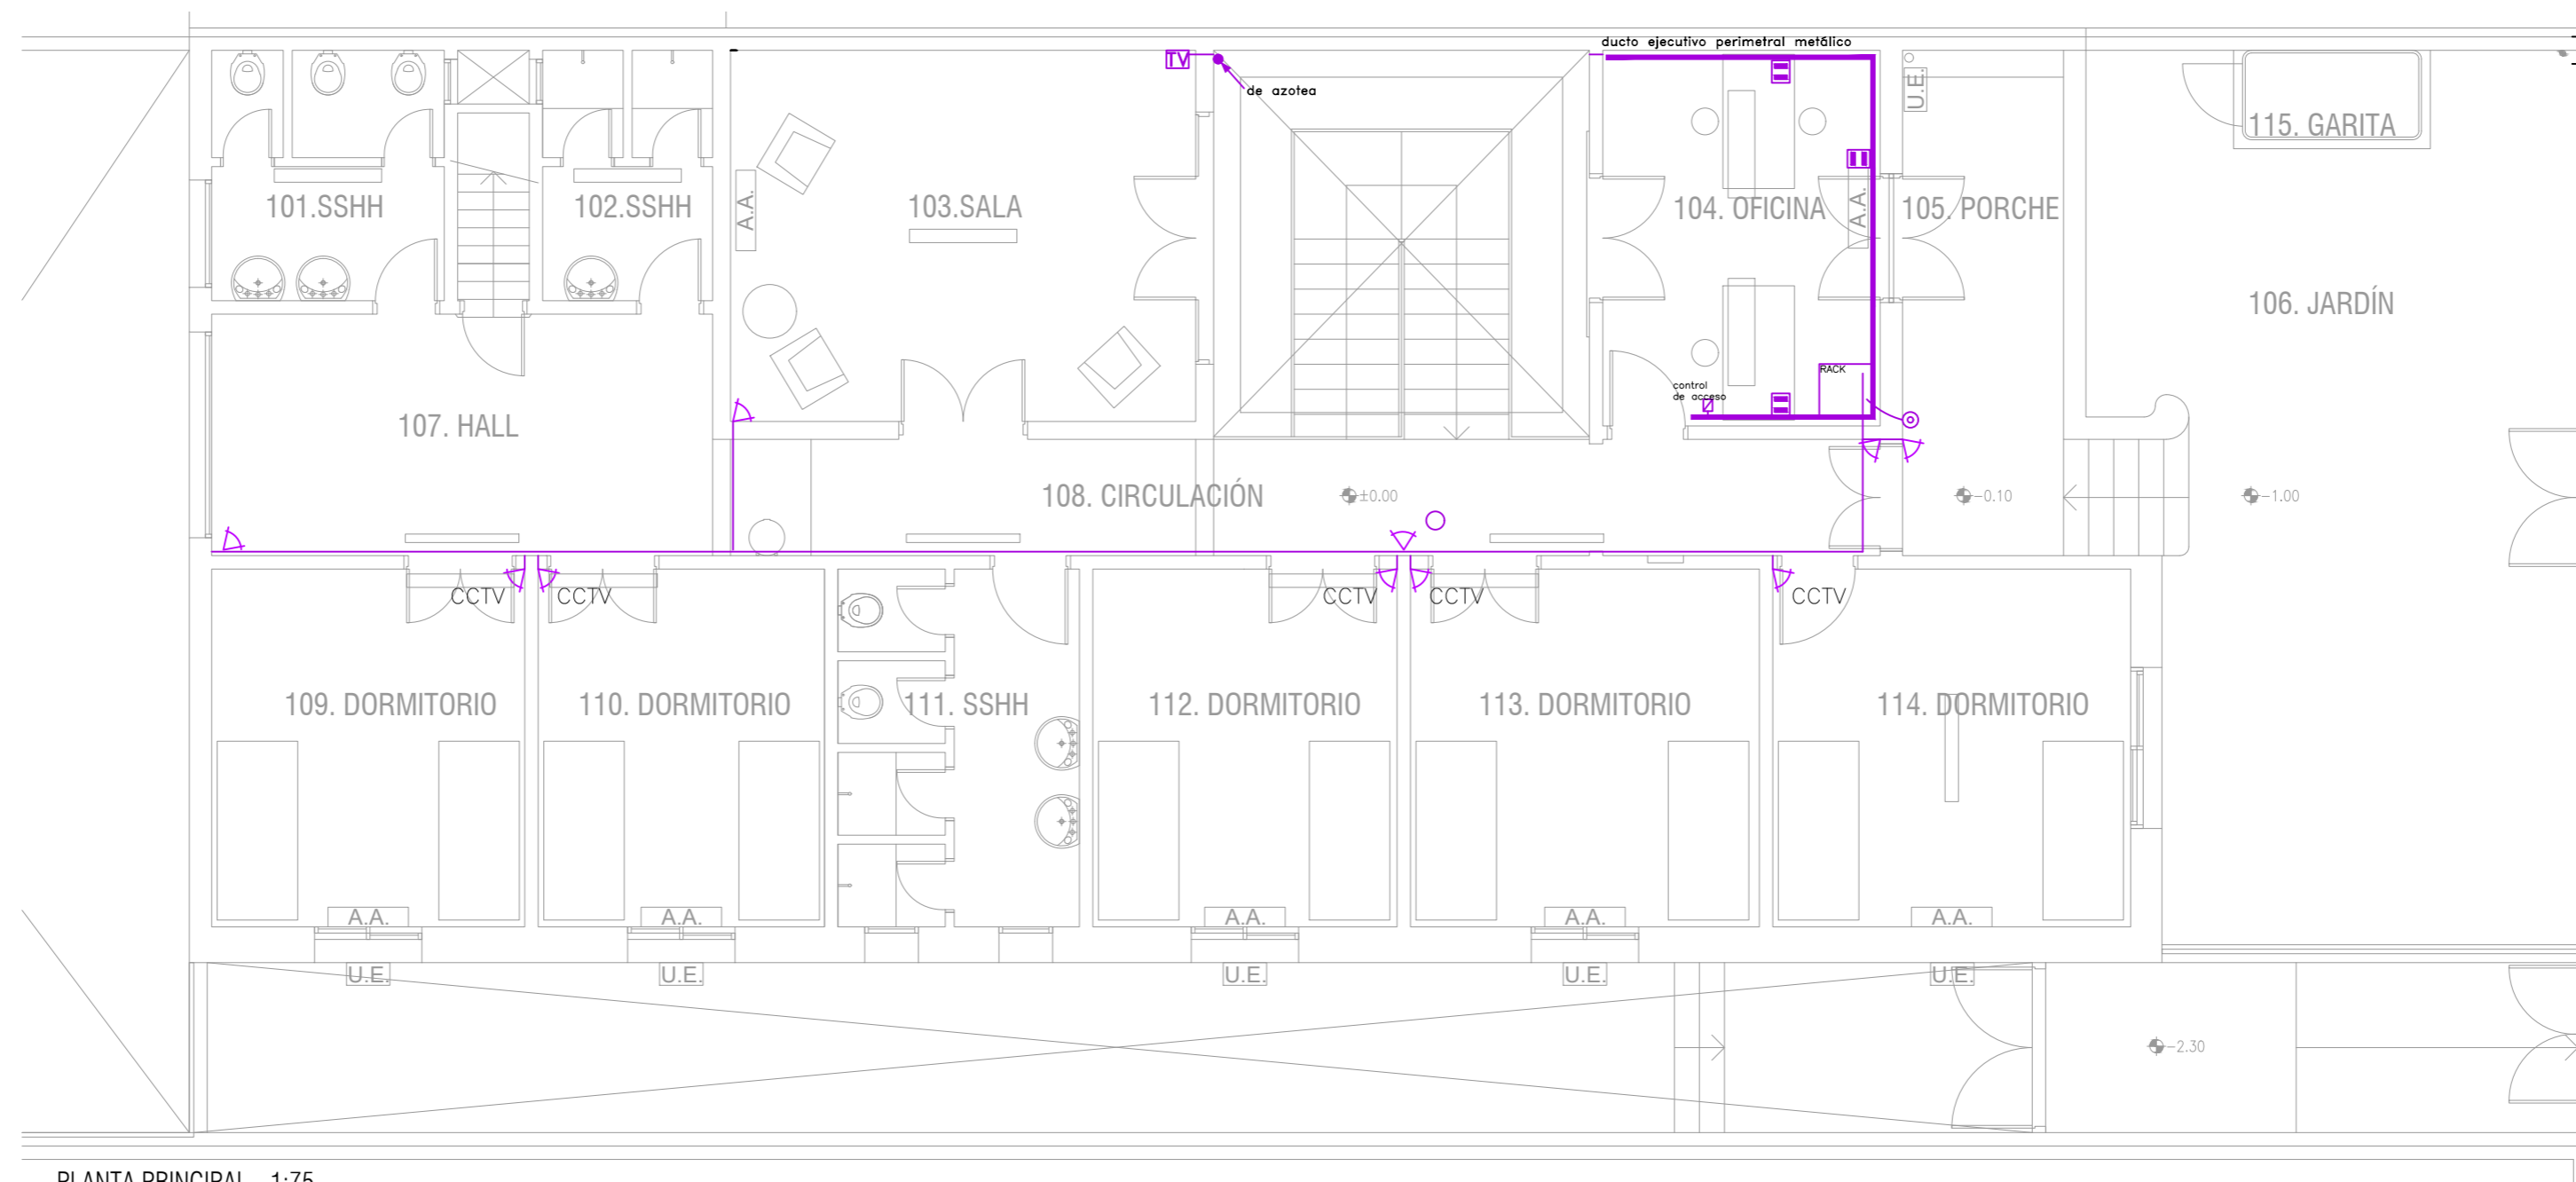 ducto ejecutivo perimetral metálico
TV
de azotea
U.E.
115. GARITA
101.SSHH
102.SSHH
A.A.
103.SALA
104. OFICINA
A.A.
105. PORCHE
106. JARDÍN
RACK
control
de acceso
107. HALL
108. CIRCULACIÓN
±0.00
-0.10
-1.00
CCTV
CCTV
CCTV
CCTV
CCTV
109. DORMITORIO
110. DORMITORIO
111. SSHH
112. DORMITORIO
113. DORMITORIO
114. DORMITORIO
A.A.
A.A.
A.A.
A.A.
A.A.
U.E.
U.E.
U.E.
U.E.
U.E.
-2.30
PLANTA PRINCIPAL 1:75